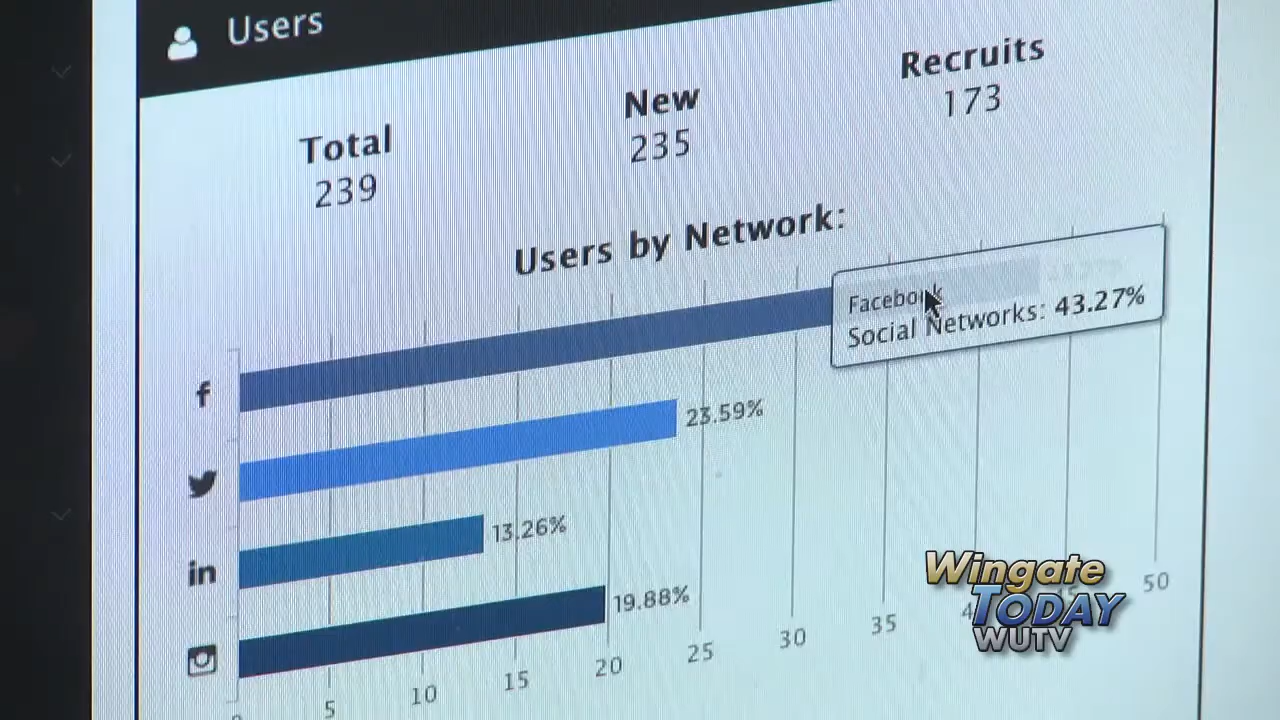 Users
Total
239
New
235
Recruits
173
Users by Network:
Facebook
Social Networks: 43.27%
f
23.59%
in
13.26%
19.88%
5
10
15
20
25
30
35
50
Wingate
TODAY
WUTV